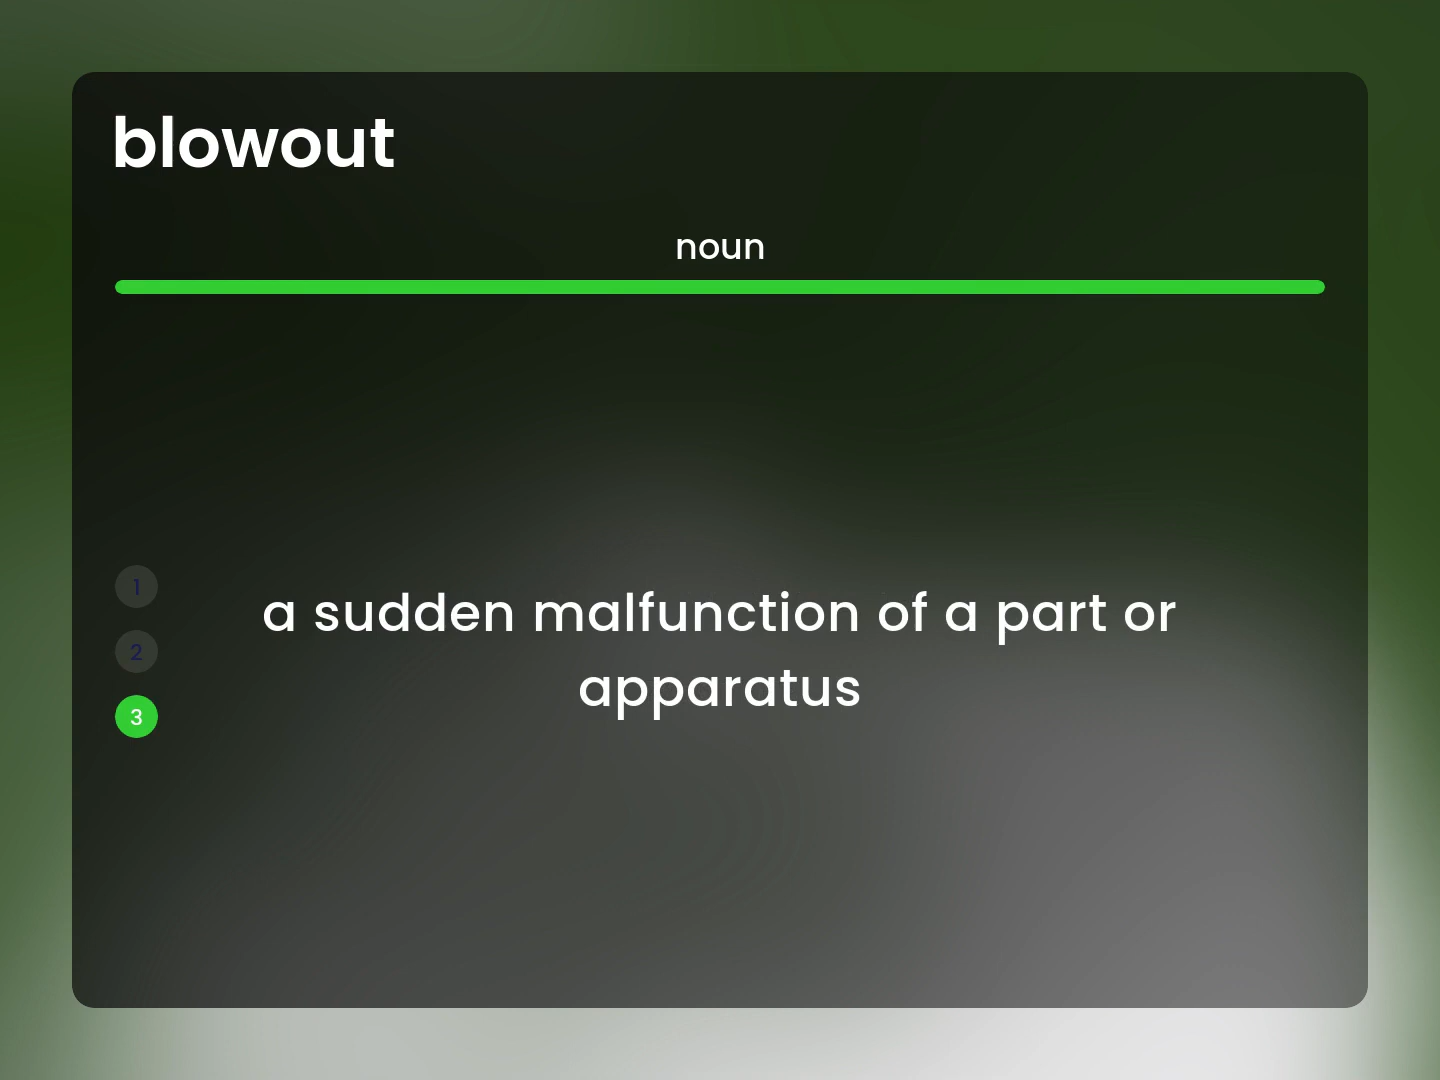 blowout
noun
1
2
3
a sudden malfunction of a part or
apparatus